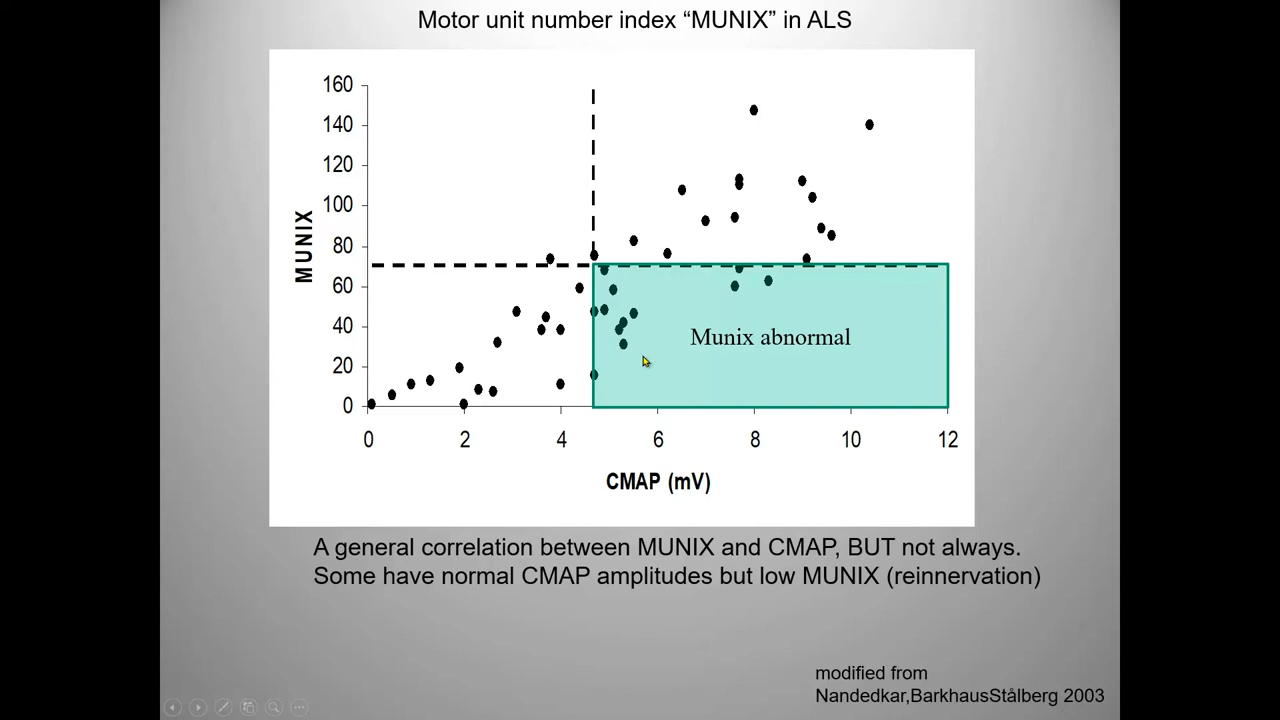 Motor unit number index “MUNIX” in ALS
160
140
120
100
80
60
40
20
0
MUNIX
Munix abnormal
0 2 4 6 8 10 12
CMAP (mV)
A general correlation between MUNIX and CMAP, BUT not always.
Some have normal CMAP amplitudes but low MUNIX (reinnervation)
modified from
Nandedkar,BarkhausStålberg 2003